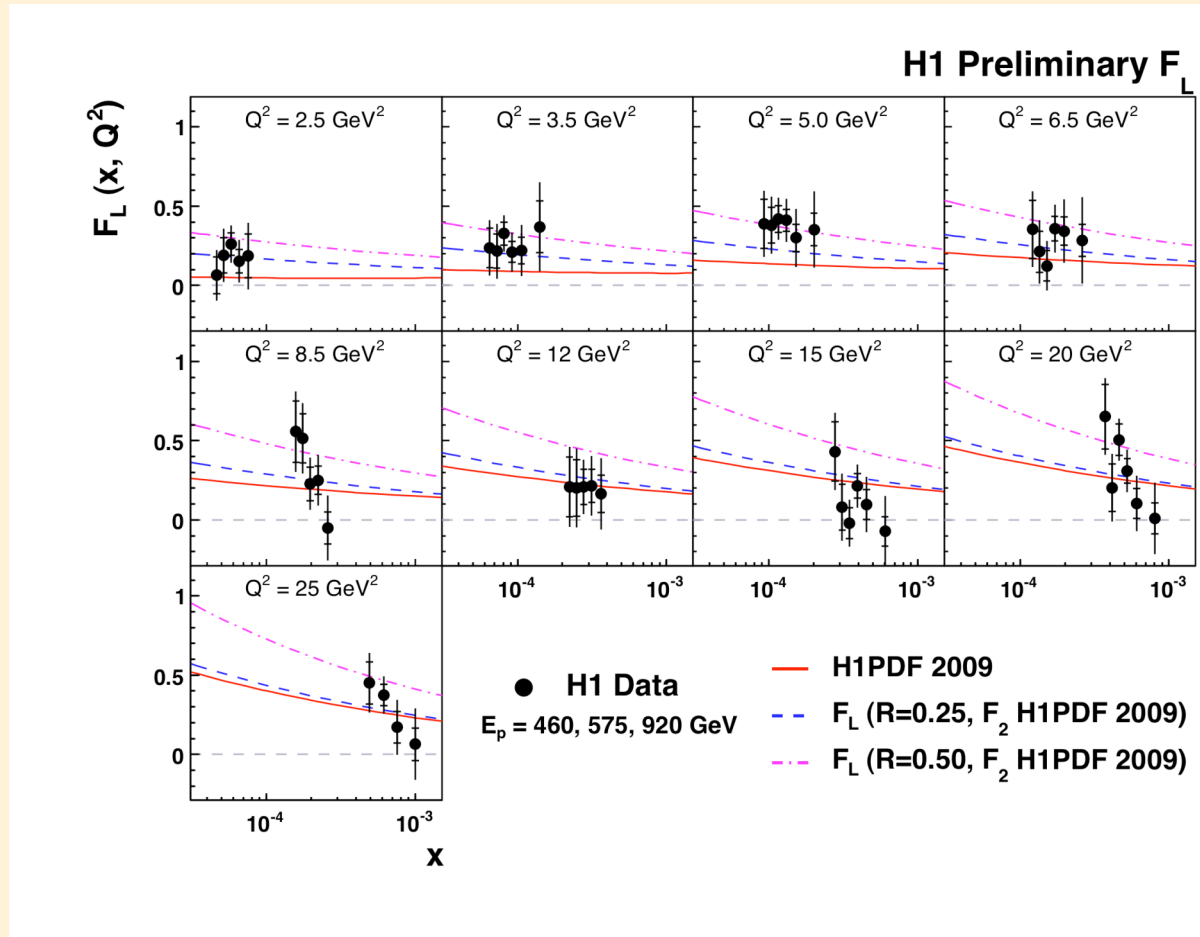 H1 Preliminary F_L
F_L (x, Q²)
Q² = 2.5 GeV²
Q² = 3.5 GeV²
Q² = 5.0 GeV²
Q² = 6.5 GeV²
1
0.5
0
Q² = 8.5 GeV²
Q² = 12 GeV²
Q² = 15 GeV²
Q² = 20 GeV²
1
0.5
0
10⁻⁴
10⁻³
10⁻⁴
10⁻³
10⁻⁴
10⁻³
Q² = 25 GeV²
1
0.5
0
10⁻⁴
10⁻³
x
H1 Data
E_p = 460, 575, 920 GeV
H1PDF 2009
F_L (R=0.25, F_2 H1PDF 2009)
F_L (R=0.50, F_2 H1PDF 2009)